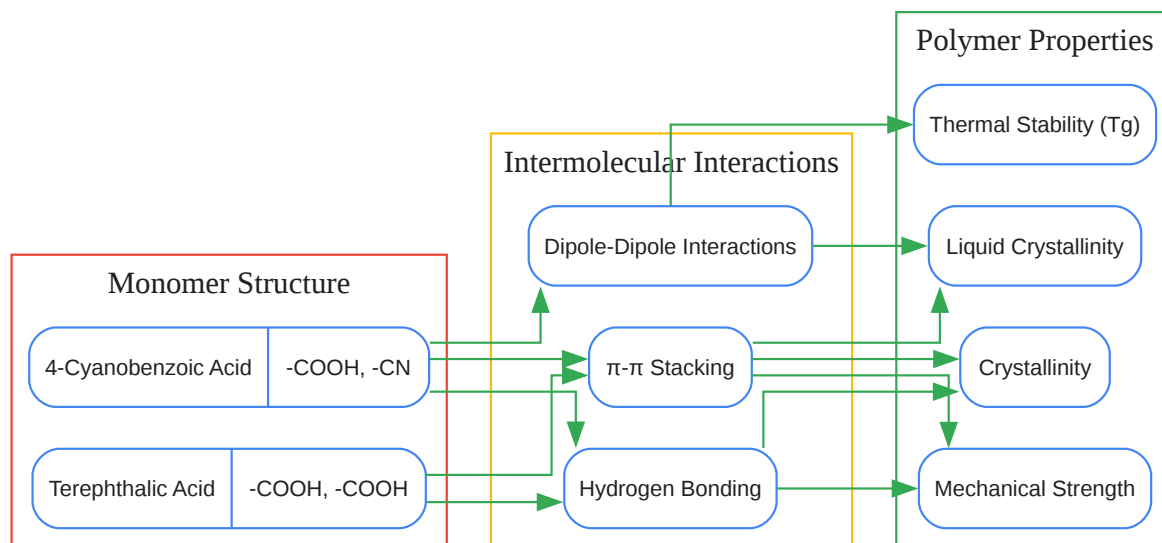 Polymer Properties
Thermal Stability (Tg)
Intermolecular Interactions
Dipole-Dipole Interactions
Liquid Crystallinity
Monomer Structure
4-Cyanobenzoic Acid
-COOH, -CN
π-π Stacking
Crystallinity
Terephthalic Acid
-COOH, -COOH
Hydrogen Bonding
Mechanical Strength